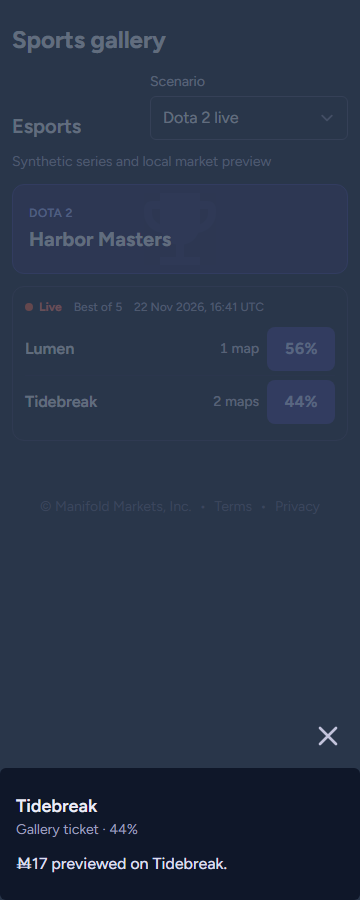 Sports gallery
Scenario
Esports
Dota 2 live
Synthetic series and local market preview
DOTA 2
Harbor Masters
Live Best of 5 22 Nov 2026, 16:41 UTC
Lumen 1 map 56%
Tidebreak 2 maps 44%
© Manifold Markets, Inc. • Terms • Privacy
Tidebreak
Gallery ticket · 44%
Ṁ17 previewed on Tidebreak.